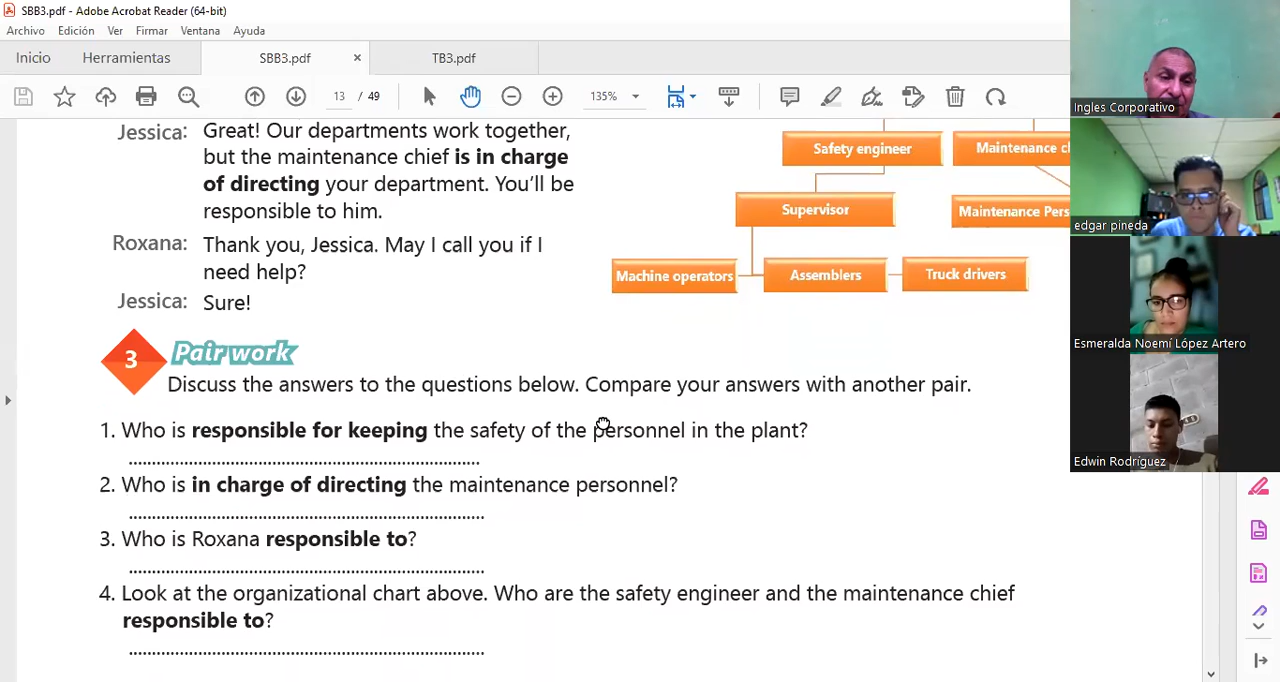 SBB3.pdf - Adobe Acrobat Reader (64-bit)
Archivo Edición Ver Firmar Ventana Ayuda
Inicio Herramientas SBB3.pdf × TB3.pdf
13 / 49 135%
Jessica: Great! Our departments work together,
but the maintenance chief is in charge
of directing your department. You'll be
responsible to him.
Roxana: Thank you, Jessica. May I call you if I
need help?
Jessica: Sure!
Safety engineer Maintenance
Supervisor Maintenance
Machine operators Assemblers Truck drivers
3 Pair work
Discuss the answers to the questions below. Compare your answers with another pair.
1. Who is responsible for keeping the safety of the personnel in the plant?
2. Who is in charge of directing the maintenance personnel?
3. Who is Roxana responsible to?
4. Look at the organizational chart above. Who are the safety engineer and the maintenance chief
responsible to?
Ingles Corporativo
edgar pineda
Esmeralda Noemí López Artero
Edwin Rodriguez